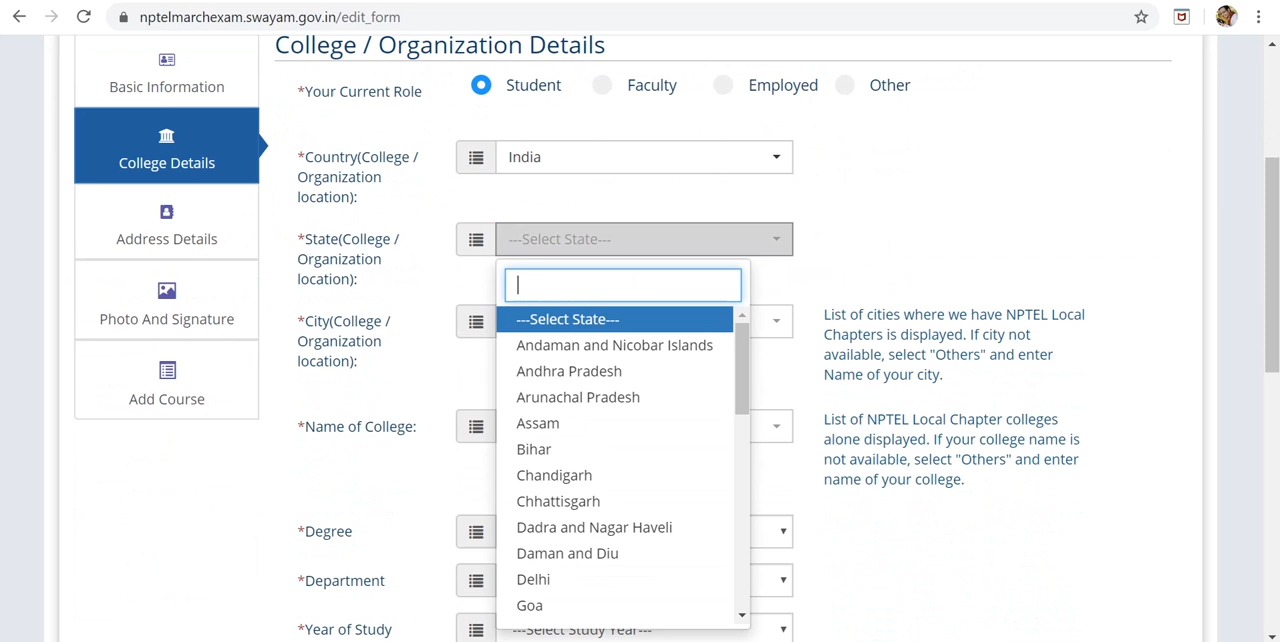 nptelmarchexam.swayam.gov.in/edit_form
College / Organization Details
Basic Information
College Details
Address Details
Photo And Signature
Add Course
*Your Current Role
Student
Faculty
Employed
Other
*Country(College /
Organization
location):
India
*State(College /
Organization
location):
---Select State---
---Select State---
Andaman and Nicobar Islands
Andhra Pradesh
Arunachal Pradesh
Assam
Bihar
Chandigarh
Chhattisgarh
Dadra and Nagar Haveli
Daman and Diu
Delhi
Goa
*City(College /
Organization
location):
List of cities where we have NPTEL Local
Chapters is displayed. If city not
available, select "Others" and enter
Name of your city.
*Name of College:
List of NPTEL Local Chapter colleges
alone displayed. If your college name is
not available, select "Others" and enter
name of your college.
*Degree
*Department
*Year of Study
---Select Study Year---